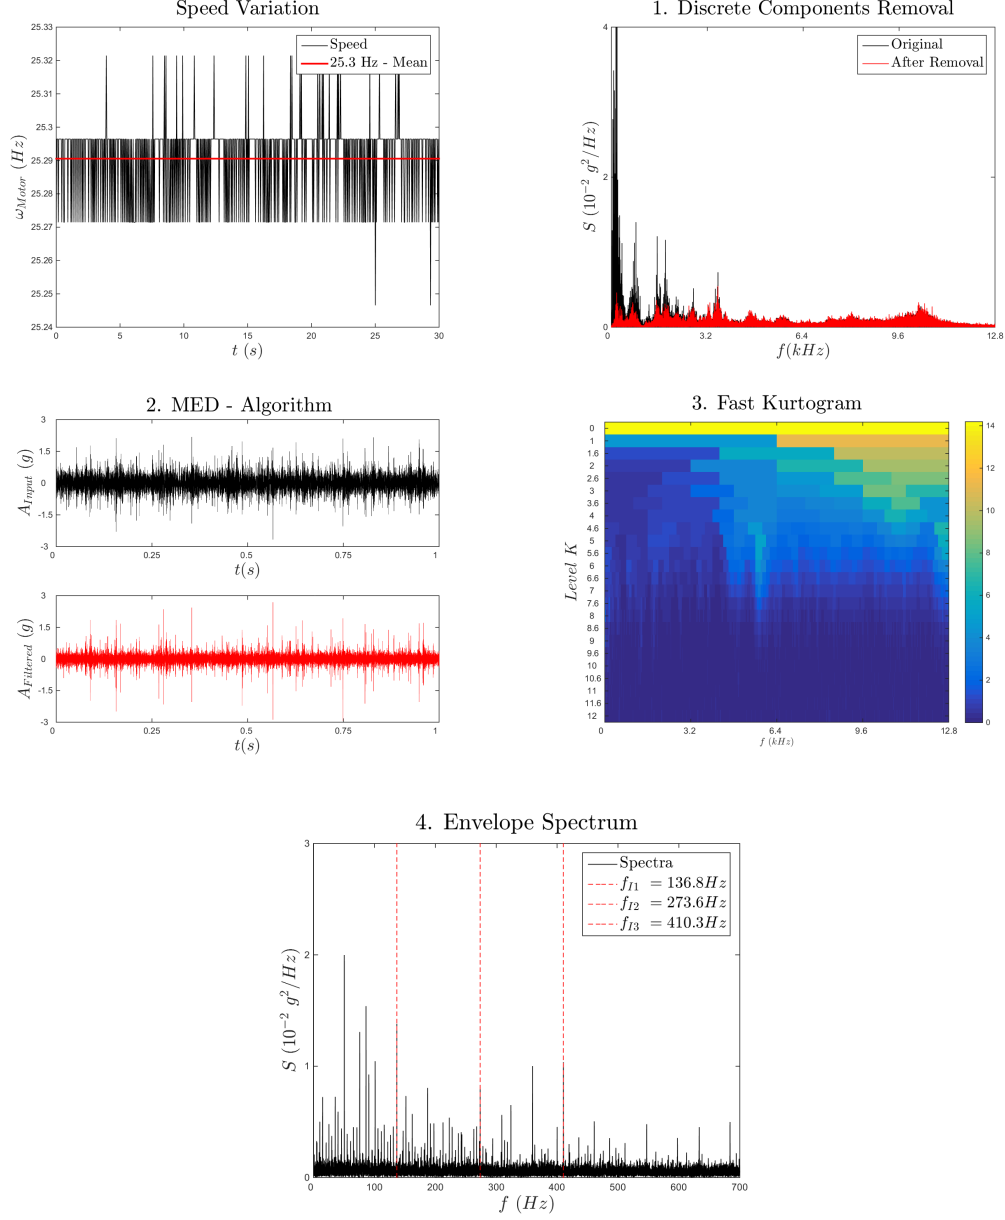 Speed Variation
25.33
25.32
25.31
25.3
25.29
25.28
25.27
25.26
25.25
25.24
ω_Motor (Hz)
Speed
25.3 Hz - Mean
0 5 10 15 20 25 30
t (s)
1. Discrete Components Removal
4
2
0
S (10⁻² g²/Hz)
Original
After Removal
0 3.2 6.4 9.6 12.8
f(kHz)
2. MED - Algorithm
3
1.5
0
-1.5
-3
A_Input (g)
0 0.25 0.5 0.75 1
t(s)
3
1.5
0
-1.5
-3
A_Filtered (g)
0 0.25 0.5 0.75 1
t(s)
3. Fast Kurtogram
0
1
1.6
2
2.6
3
3.6
4
4.6
5
5.6
6
6.6
7
7.6
8
8.6
9
9.6
10
10.6
11
11.6
12
Level K
0 3.2 6.4 9.6 12.8
f (kHz)
14
12
10
8
6
4
2
0
4. Envelope Spectrum
3
2
1
0
S (10⁻² g²/Hz)
Spectra
f_I1 = 136.8Hz
f_I2 = 273.6Hz
f_I3 = 410.3Hz
0 100 200 300 400 500 600 700
f (Hz)